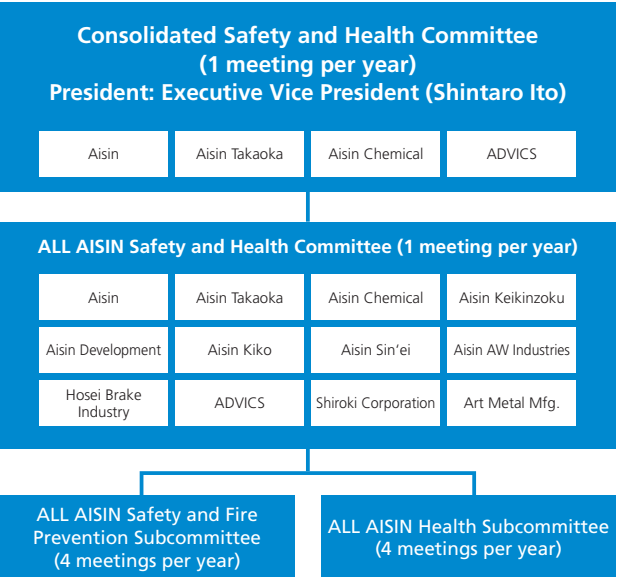 Consolidated Safety and Health Committee
(1 meeting per year)
President: Executive Vice President (Shintaro Ito)
Aisin
Aisin Takaoka
Aisin Chemical
ADVICS
ALL AISIN Safety and Health Committee (1 meeting per year)
Aisin
Aisin Takaoka
Aisin Chemical
Aisin Keikinzoku
Aisin Development
Aisin Kiko
Aisin Sin’ei
Aisin AW Industries
Hosei Brake
Industry
ADVICS
Shiroki Corporation
Art Metal Mfg.
ALL AISIN Safety and Fire
Prevention Subcommittee
(4 meetings per year)
ALL AISIN Health Subcommittee
(4 meetings per year)